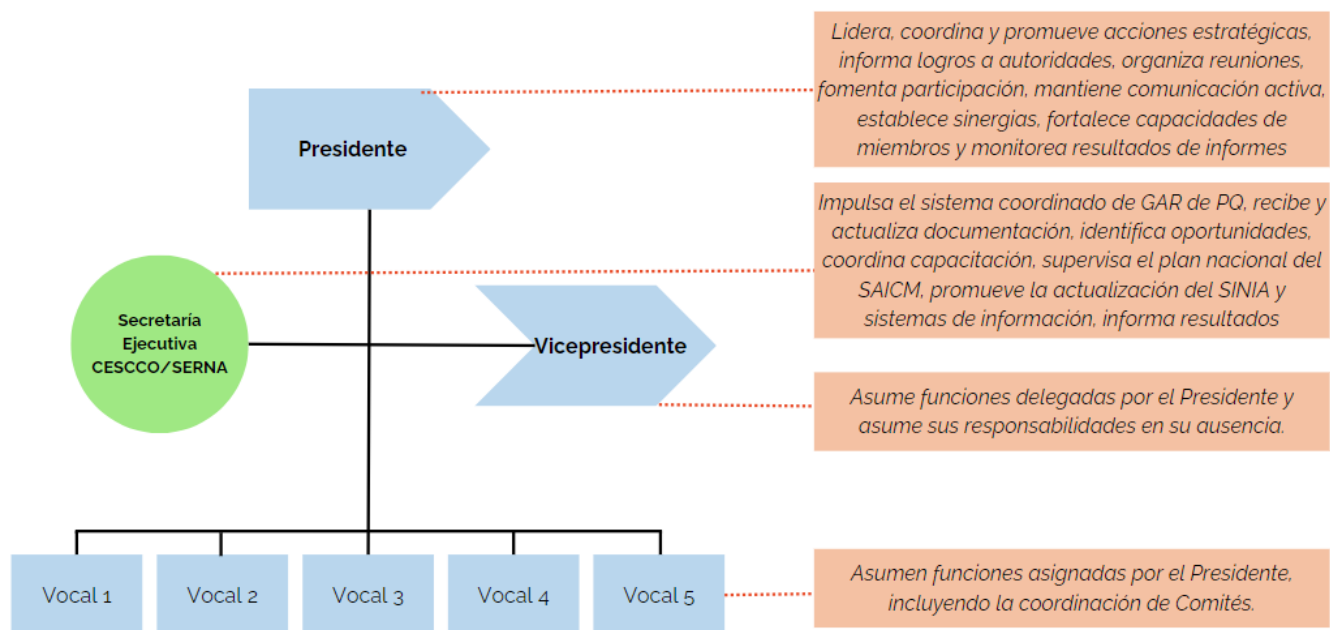 Lidera, coordina y promueve acciones estratégicas,
informa logros a autoridades, organiza reuniones,
fomenta participación, mantiene comunicación activa,
establece sinergias, fortalece capacidades de
miembros y monitorea resultados de informes
Presidente
Impulsa el sistema coordinado de GAR de PQ, recibe y
actualiza documentación, identifica oportunidades,
coordina capacitación, supervisa el plan nacional del
SAICM, promueve la actualización del SINIA y
sistemas de información, informa resultados
Secretaría
Ejecutiva
CESCCO/SERNA
Vicepresidente
Asume funciones delegadas por el Presidente y
asume sus responsabilidades en su ausencia.
Vocal 1
Vocal 2
Vocal 3
Vocal 4
Vocal 5
Asumen funciones asignadas por el Presidente,
incluyendo la coordinación de Comités.